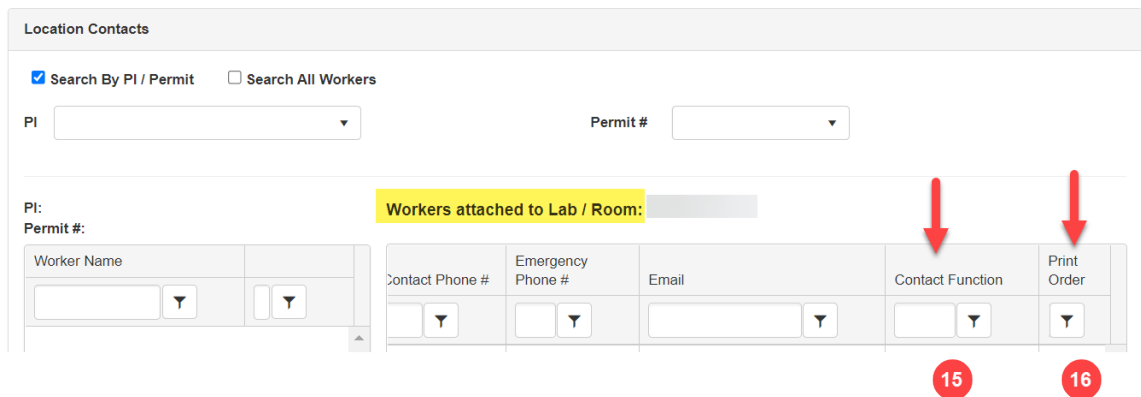 Location Contacts
Search By PI / Permit Search All Workers
PI Permit #
PI:
Permit #:
Workers attached to Lab / Room:
Worker Name
Contact Phone # Emergency Phone # Email Contact Function Print Order
15 16